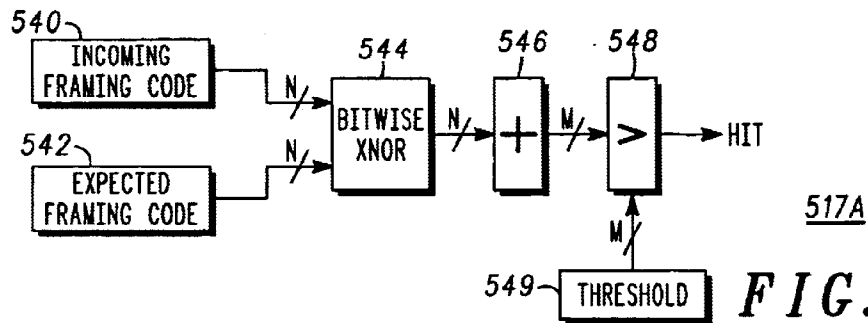 540
INCOMING
FRAMING CODE
542
EXPECTED
FRAMING CODE
N
N
544
BITWISE
XNOR
N
546
+
M
548
>
HIT
M
549
THRESHOLD
517A
FIG.